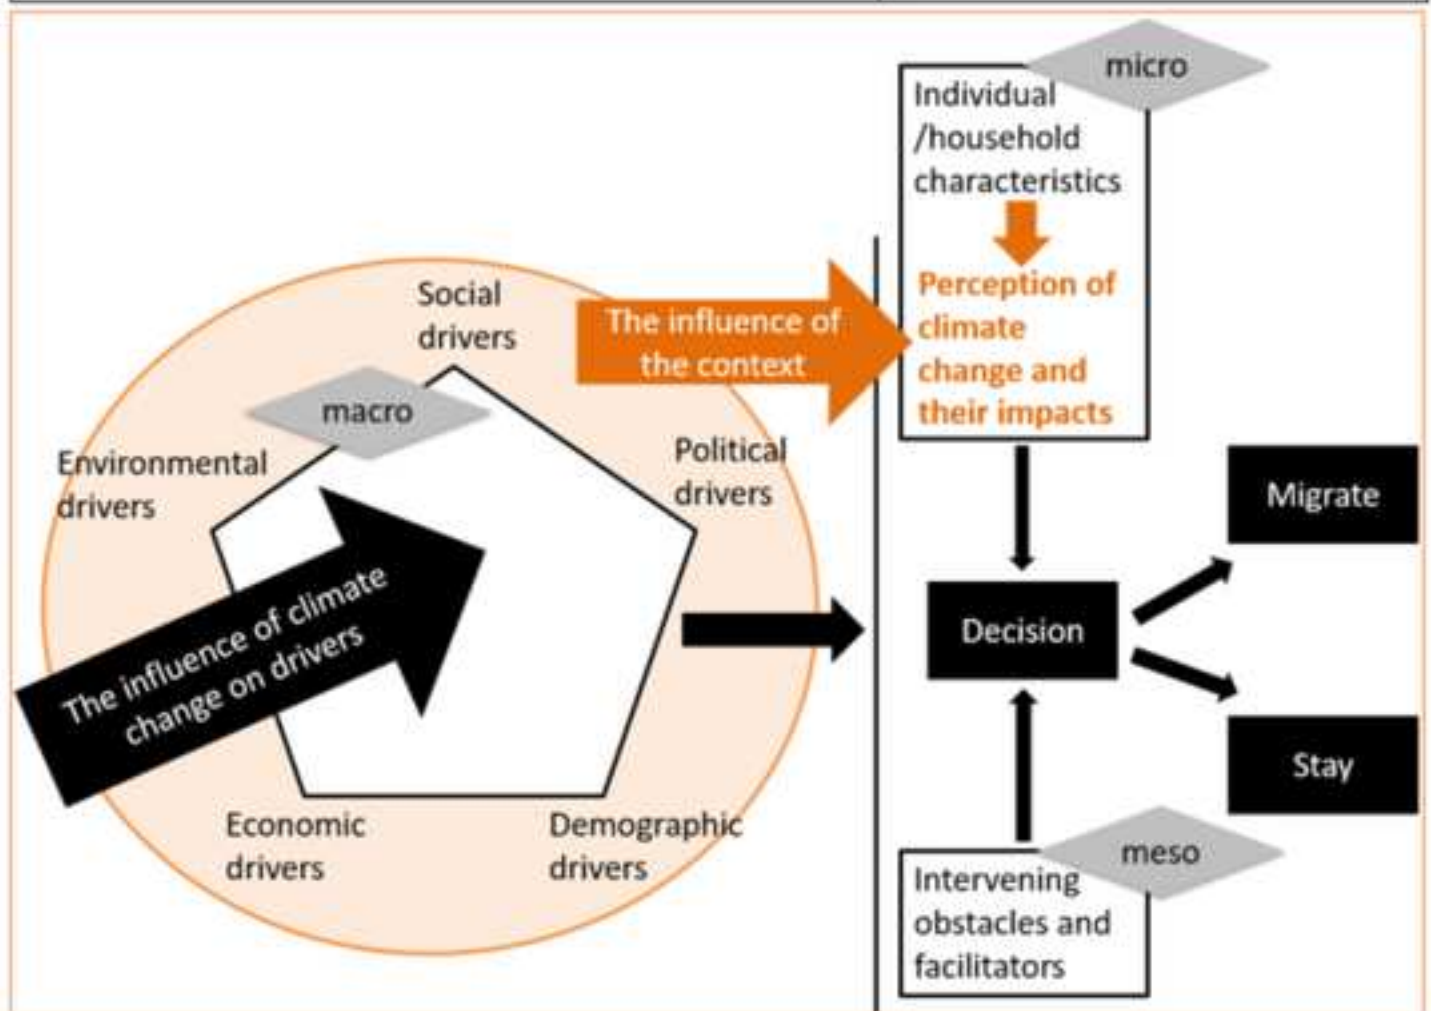 micro
Individual
/household
characteristics
Perception of
climate
change and
their impacts
The influence of
the context
Social
drivers
macro
Environmental
drivers
Political
drivers
The influence of climate
change on drivers
Economic
drivers
Demographic
drivers
Decision
Migrate
Stay
meso
Intervening
obstacles and
facilitators